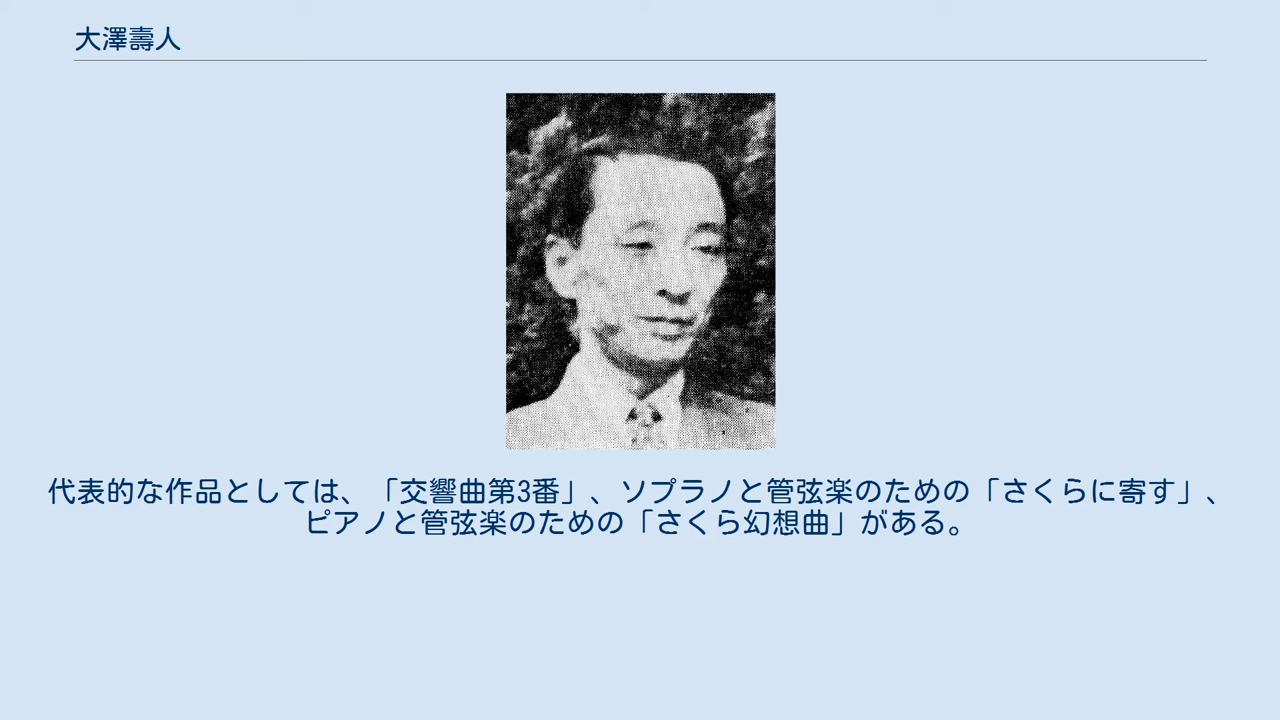 大澤壽人
代表的な作品としては、「交響曲第3番」、ソプラノと管弦楽のための「さくらに寄す」、
ピアノと管弦楽のための「さくら幻想曲」がある。